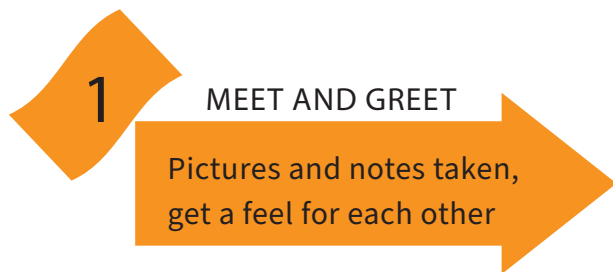 1
MEET AND GREET
Pictures and notes taken,
get a feel for each other